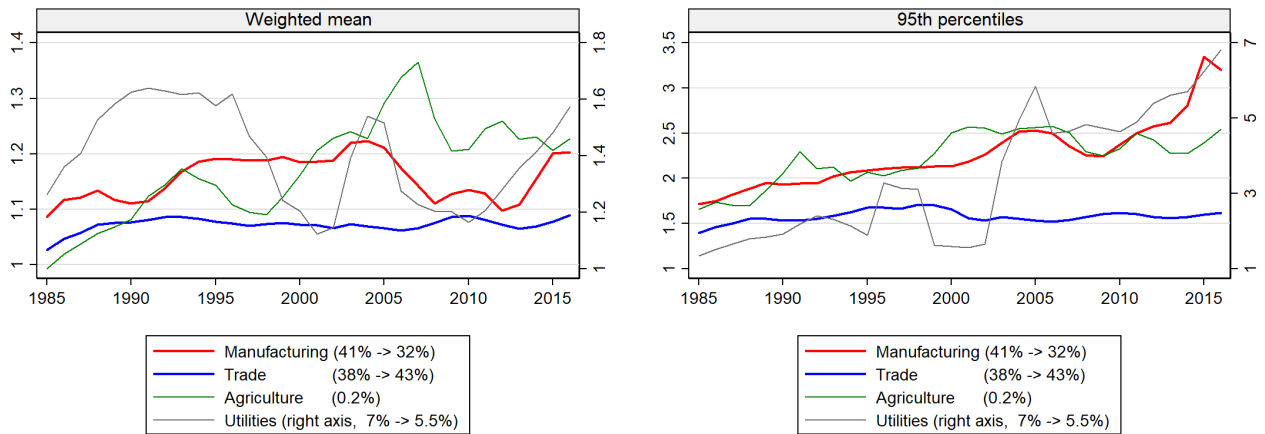 Weighted mean
1.4
1.3
1.2
1.1
1
1.8
1.6
1.4
1.2
1
1985 1990 1995 2000 2005 2010 2015
Manufacturing (41% -> 32%)
Trade (38% -> 43%)
Agriculture (0.2%)
Utilities (right axis, 7% -> 5.5%)
95th percentiles
3.5
3
2.5
2
1.5
1
7
5
3
1
1985 1990 1995 2000 2005 2010 2015
Manufacturing (41% -> 32%)
Trade (38% -> 43%)
Agriculture (0.2%)
Utilities (right axis, 7% -> 5.5%)